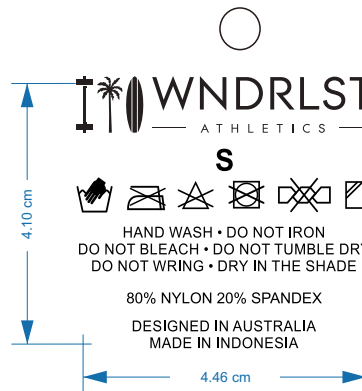 WNDRLST
ATHLETICS
S
HAND WASH • DO NOT IRON
DO NOT BLEACH • DO NOT TUMBLE DRY
DO NOT WRING • DRY IN THE SHADE
80% NYLON 20% SPANDEX
DESIGNED IN AUSTRALIA
MADE IN INDONESIA
4.10 cm
4.46 cm